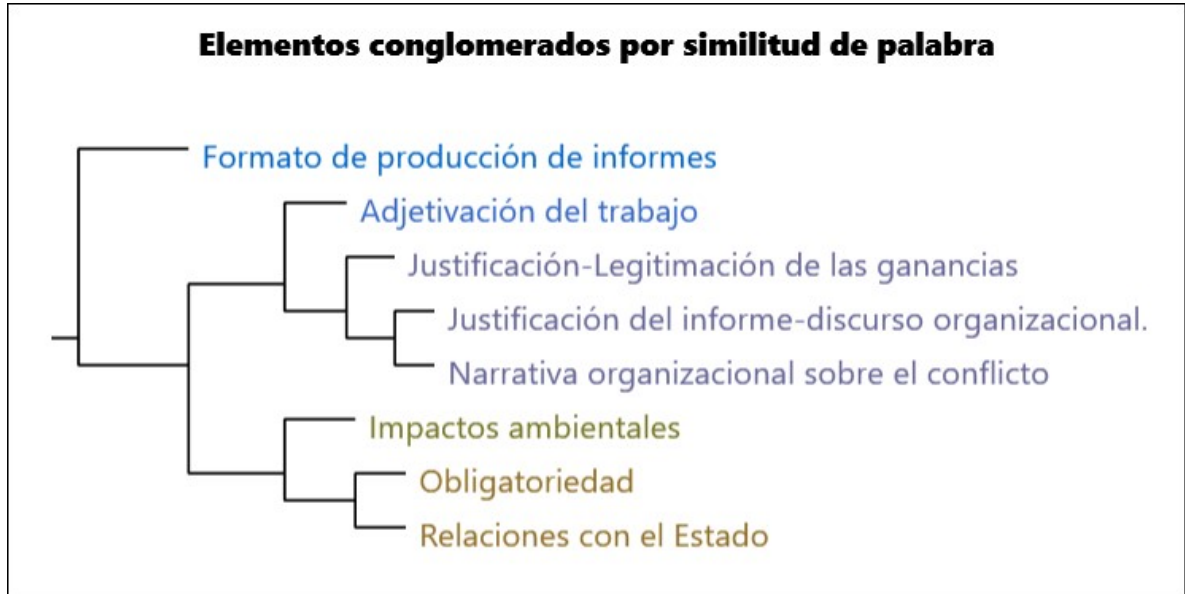 Elementos conglomerados por similitud de palabra
Formato de producción de informes
Adjetivación del trabajo
Justificación-Legitimación de las ganancias
Justificación del informe-discurso organizacional.
Narrativa organizacional sobre el conflicto
Impactos ambientales
Obligatoriedad
Relaciones con el Estado